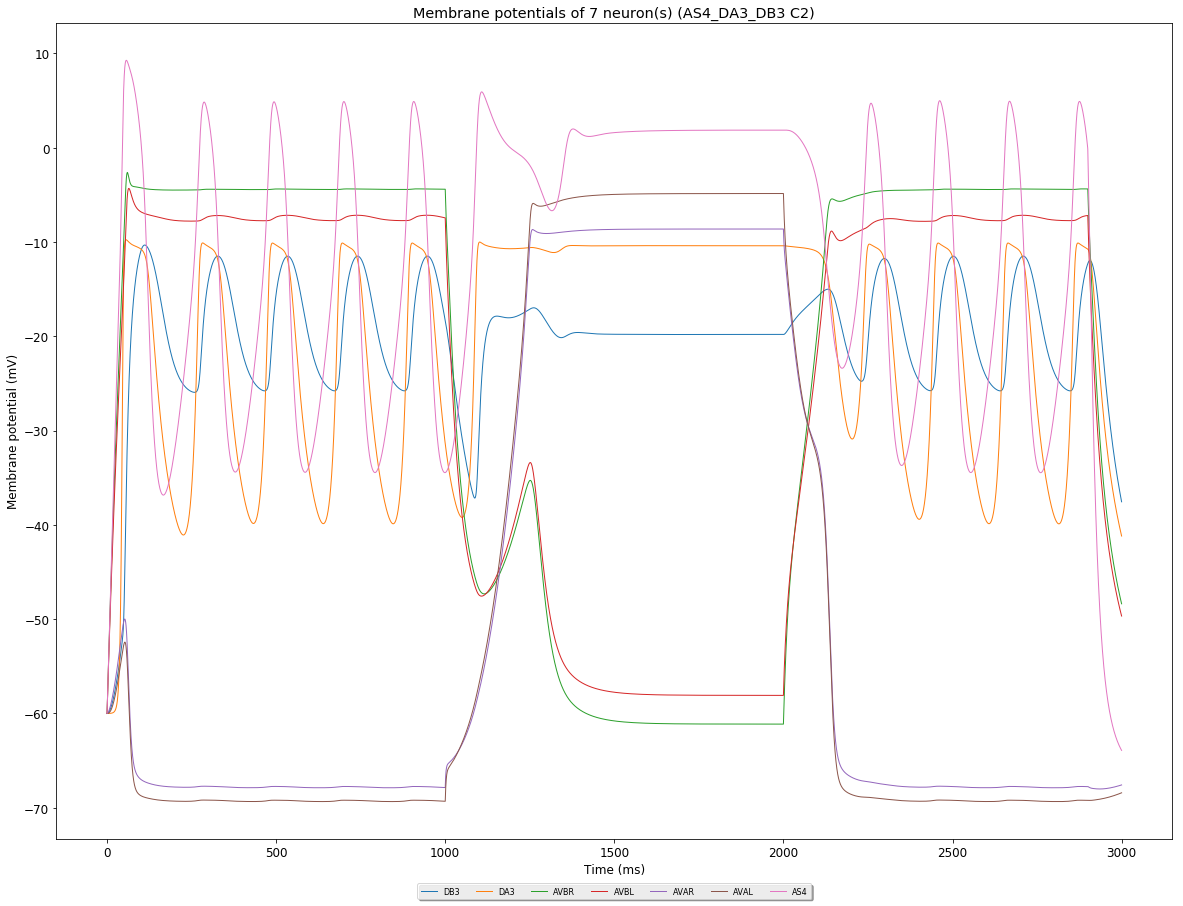 Membrane potentials of 7 neuron(s) (AS4_DA3_DB3 C2)
10
0
−10
−20
−30
−40
−50
−60
−70
Membrane potential (mV)
0 500 1000 1500 2000 2500 3000
Time (ms)
DB3 DA3 AVBR AVBL AVAR AVAL AS4